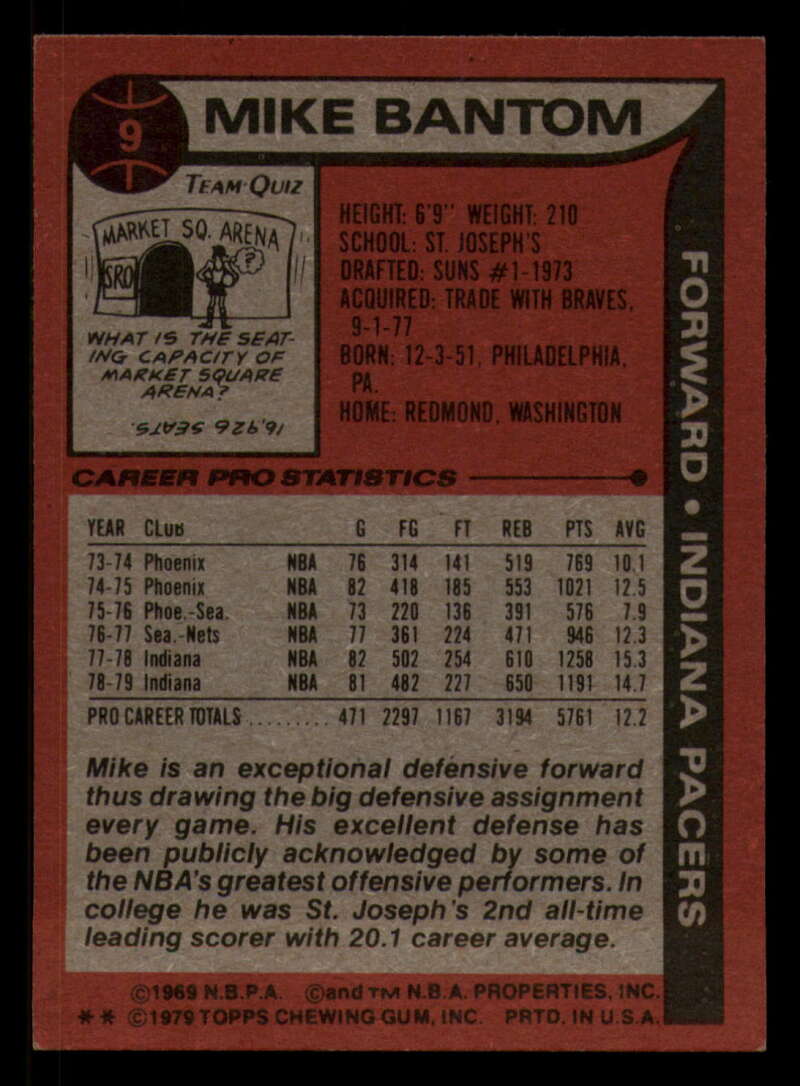 9
MIKE BANTOM
TEAM QUIZ
MARKET SQ. ARENA
SRO
?
WHAT IS THE SEAT-
ING CAPACITY OF
MARKET SQUARE
ARENA?
16,926 SEATS.
HEIGHT: 6'9" WEIGHT: 210
SCHOOL: ST. JOSEPH'S
DRAFTED: SUNS #1-1973
ACQUIRED: TRADE WITH BRAVES,
9-1-77
BORN: 12-3-51, PHILADELPHIA,
PA.
HOME: REDMOND, WASHINGTON
FORWARD • INDIANA PACERS
CAREER PRO STATISTICS
YEAR CLUB G FG FT REB PTS AVG
73-74 Phoenix NBA 76 314 141 519 769 10.1
74-75 Phoenix NBA 82 418 185 553 1021 12.5
75-76 Phoe.-Sea. NBA 73 220 136 391 576 7.9
76-77 Sea.-Nets NBA 77 361 224 471 946 12.3
77-78 Indiana NBA 82 502 254 610 1258 15.3
78-79 Indiana NBA 81 482 227 650 1191 14.7
PRO CAREER TOTALS ......... 471 2297 1167 3194 5761 12.2
Mike is an exceptional defensive forward
thus drawing the big defensive assignment
every game. His excellent defense has
been publicly acknowledged by some of
the NBA's greatest offensive performers. In
college he was St. Joseph's 2nd all-time
leading scorer with 20.1 career average.
©1969 N.B.P.A. ©and TM N.B.A. PROPERTIES, INC.
** ©1979 TOPPS CHEWING GUM, INC. PRTD. IN U.S.A.